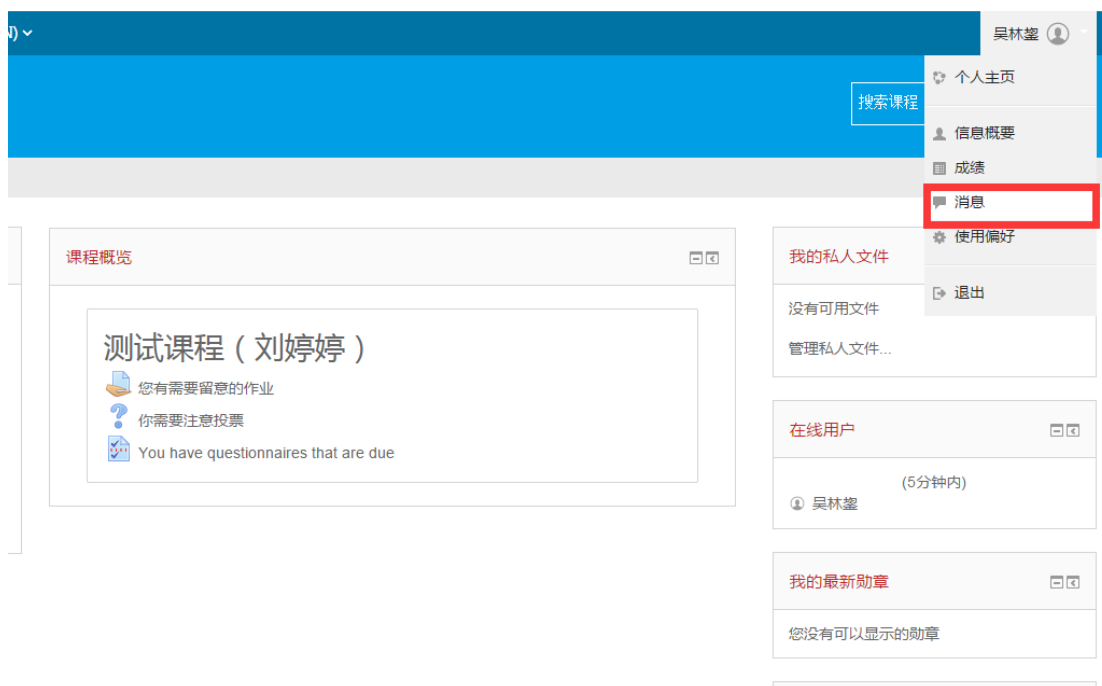 N)
吴林鋆
搜索课程
个人主页
信息概要
成绩
消息
使用偏好
退出
课程概览
测试课程（刘婷婷）
您有需要留意的作业
你需要注意投票
You have questionnaires that are due
我的私人文件
没有可用文件
管理私人文件...
在线用户
(5分钟内)
吴林鋆
我的最新勋章
您没有可以显示的勋章